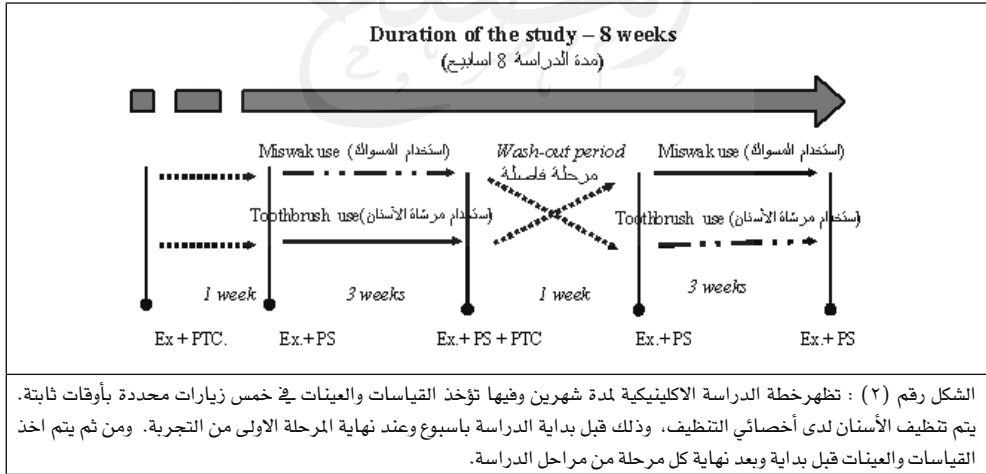 Duration of the study – 8 weeks
(مدة الدراسة 8 اسابيع)
Miswak use (استخدام المسواك) Wash-out period Miswak use (استخدام المسواك)
مرحلة فاصلة
Toothbrush use (إستخدام فرشاة الأسنان) Toothbrush use (إستخدام فرشاة الأسنان)
1 week 3 weeks 1 week 3 weeks
Ex + PTC. Ex.+ PS Ex.+ PS + PTC Ex.+ PS Ex.+ PS
الشكل رقم (٢) : تظهرخطة الدراسة الاكلينيكية لمدة شهرين وفيها تؤخذ القياسات والعينات في خمس زيارات محددة بأوقات ثابتة.
يتم تنظيف الأسنان لدى أخصائي التنظيف، وذلك قبل بداية الدراسة باسبوع وعند نهاية المرحلة الاولى من التجربة. ومن ثم يتم اخذ
القياسات والعينات قبل بداية وبعد نهاية كل مرحلة من مراحل الدراسة.